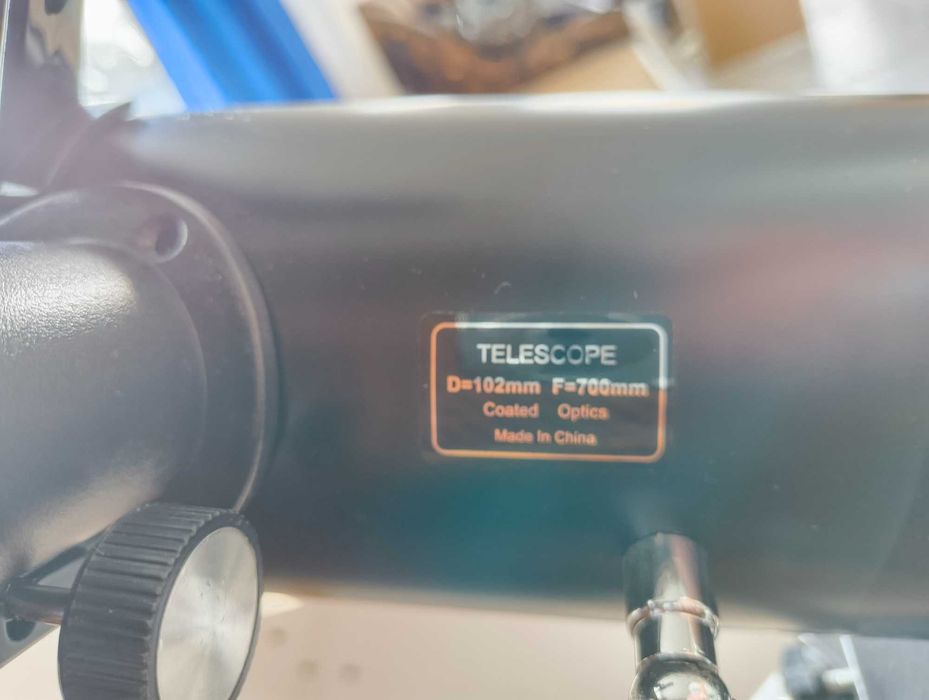 TELESCOPE
D=102mm F=700mm
Coated Optics
Made In China